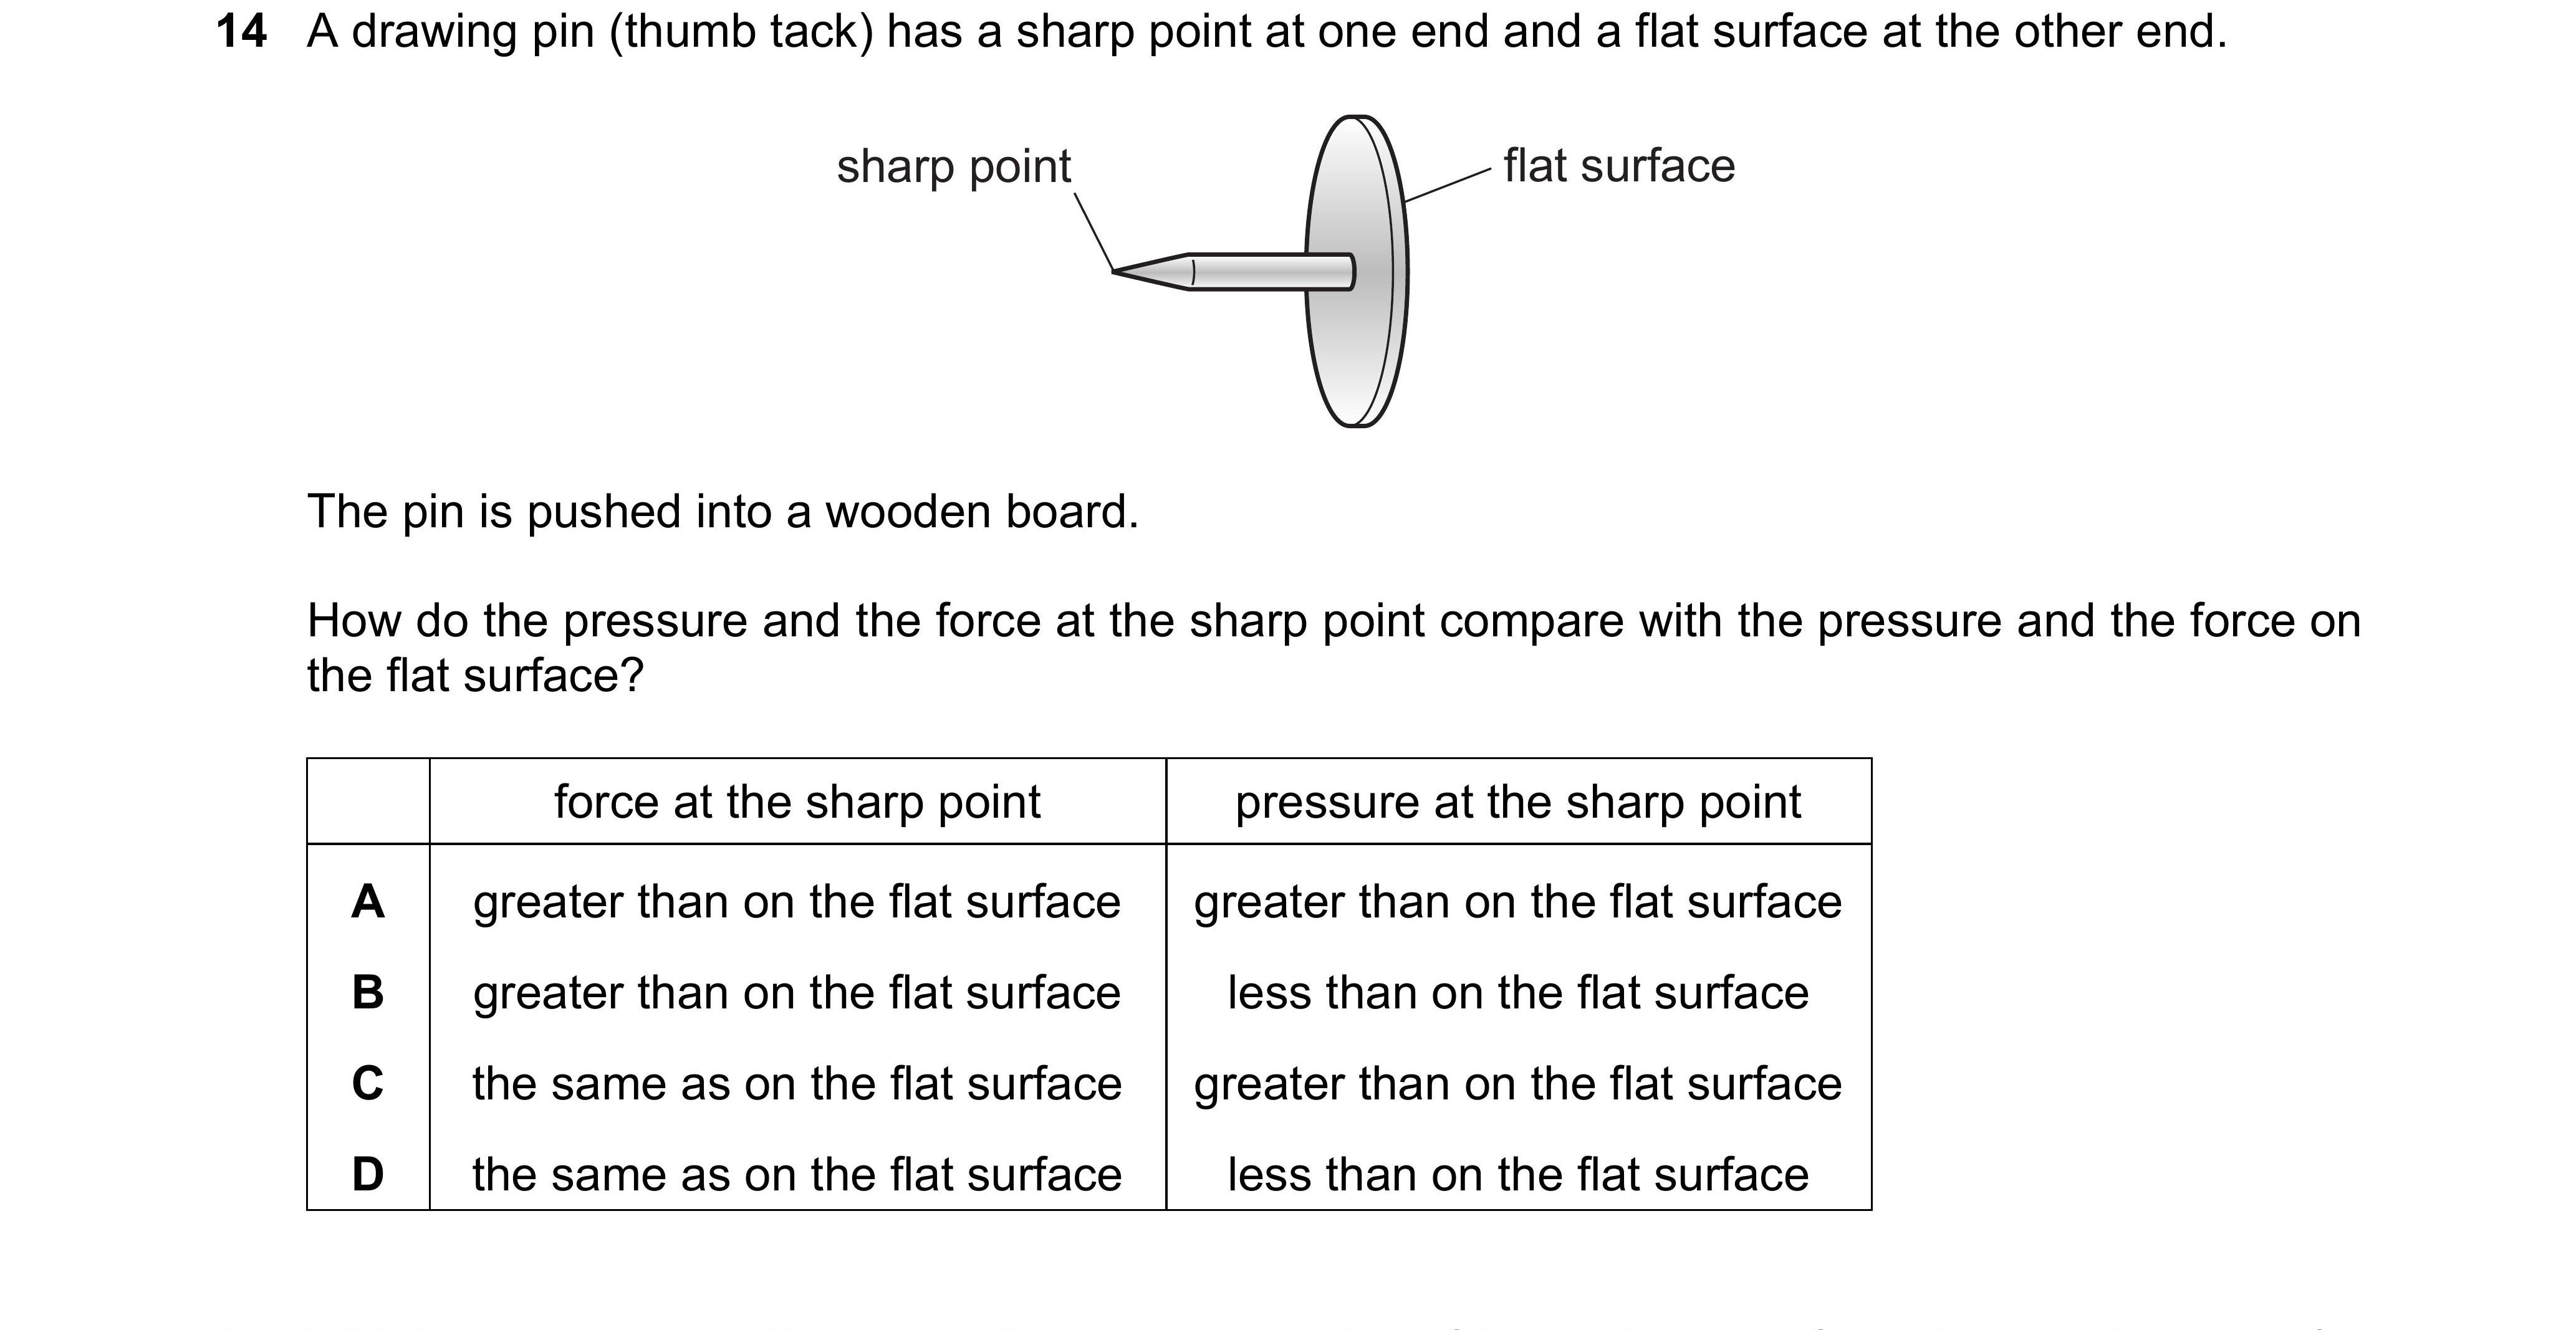 14 A drawing pin (thumb tack) has a sharp point at one end and a flat surface at the other end.
sharp point
flat surface
The pin is pushed into a wooden board.
How do the pressure and the force at the sharp point compare with the pressure and the force on
the flat surface?
force at the sharp point pressure at the sharp point
A greater than on the flat surface greater than on the flat surface
B greater than on the flat surface less than on the flat surface
C the same as on the flat surface greater than on the flat surface
D the same as on the flat surface less than on the flat surface